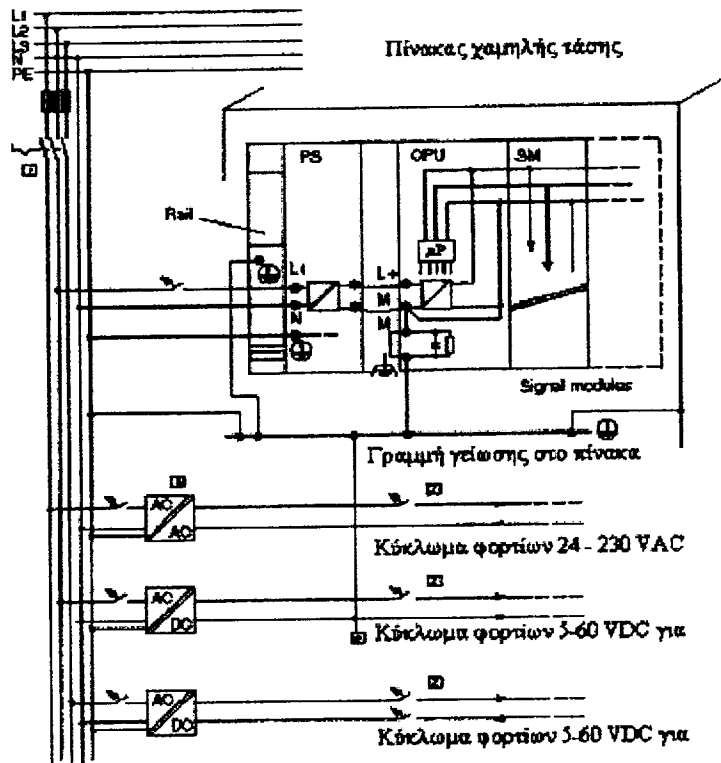 L1
L2
L3
N
PE
Πίνακας χαμηλής τάσης
PS
CPU
SM
Rail
μP
L1
L+
N
M
M
Signal modules
Γραμμή γείωσης στο πίνακα
AC
AC
Κύκλωμα φορτίων 24 - 230 VAC
AC
DC
Κύκλωμα φορτίων 5-60 VDC για
AC
DC
Κύκλωμα φορτίων 5-60 VDC για